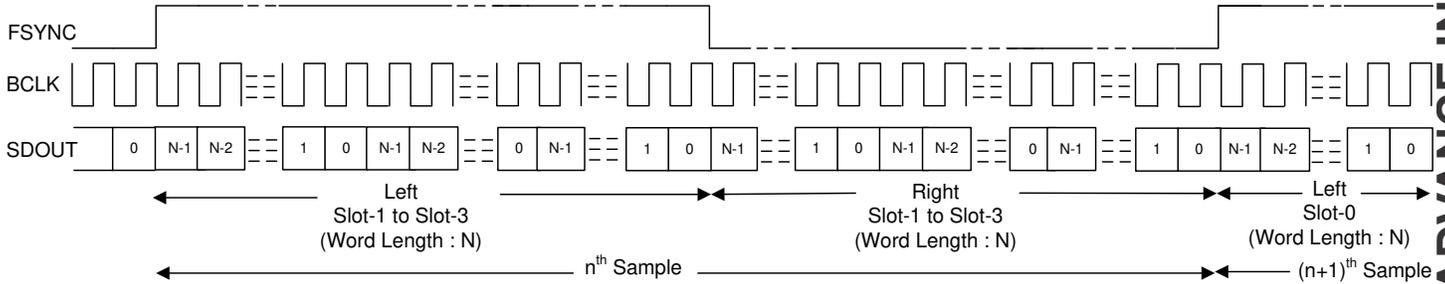 FSYNC
BCLK
SDOUT 0 N-1 N-2 1 0 N-1 N-2 0 N-1 1 0 N-1 1 0 N-1 N-2 0 N-1 1 0 N-1 N-2 1 0
Left Right Left
Slot-1 to Slot-3 Slot-1 to Slot-3 Slot-0
(Word Length : N) (Word Length : N) (Word Length : N)
nth Sample (n+1)th Sample